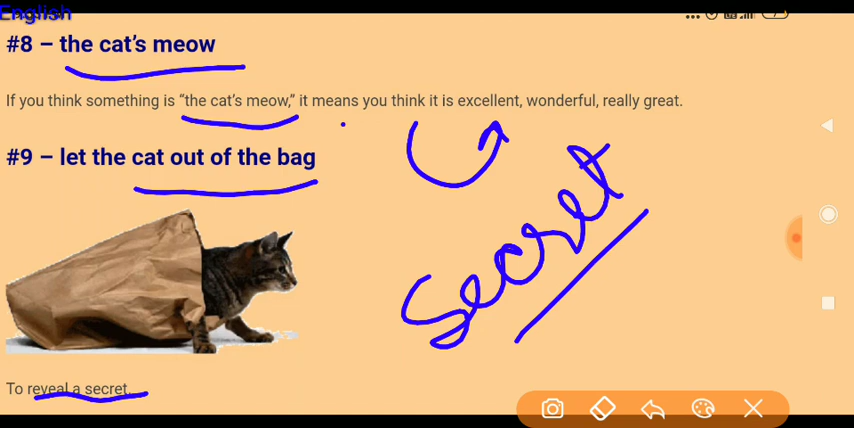 English
#8 – the cat's meow
If you think something is "the cat's meow," it means you think it is excellent, wonderful, really great.
#9 – let the cat out of the bag
Secret
To reveal a secret.